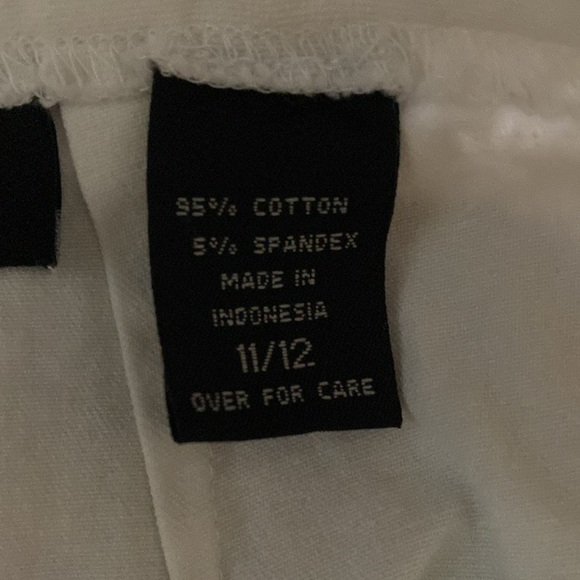 95% COTTON
5% SPANDEX
MADE IN
INDONESIA
11/12
OVER FOR CARE